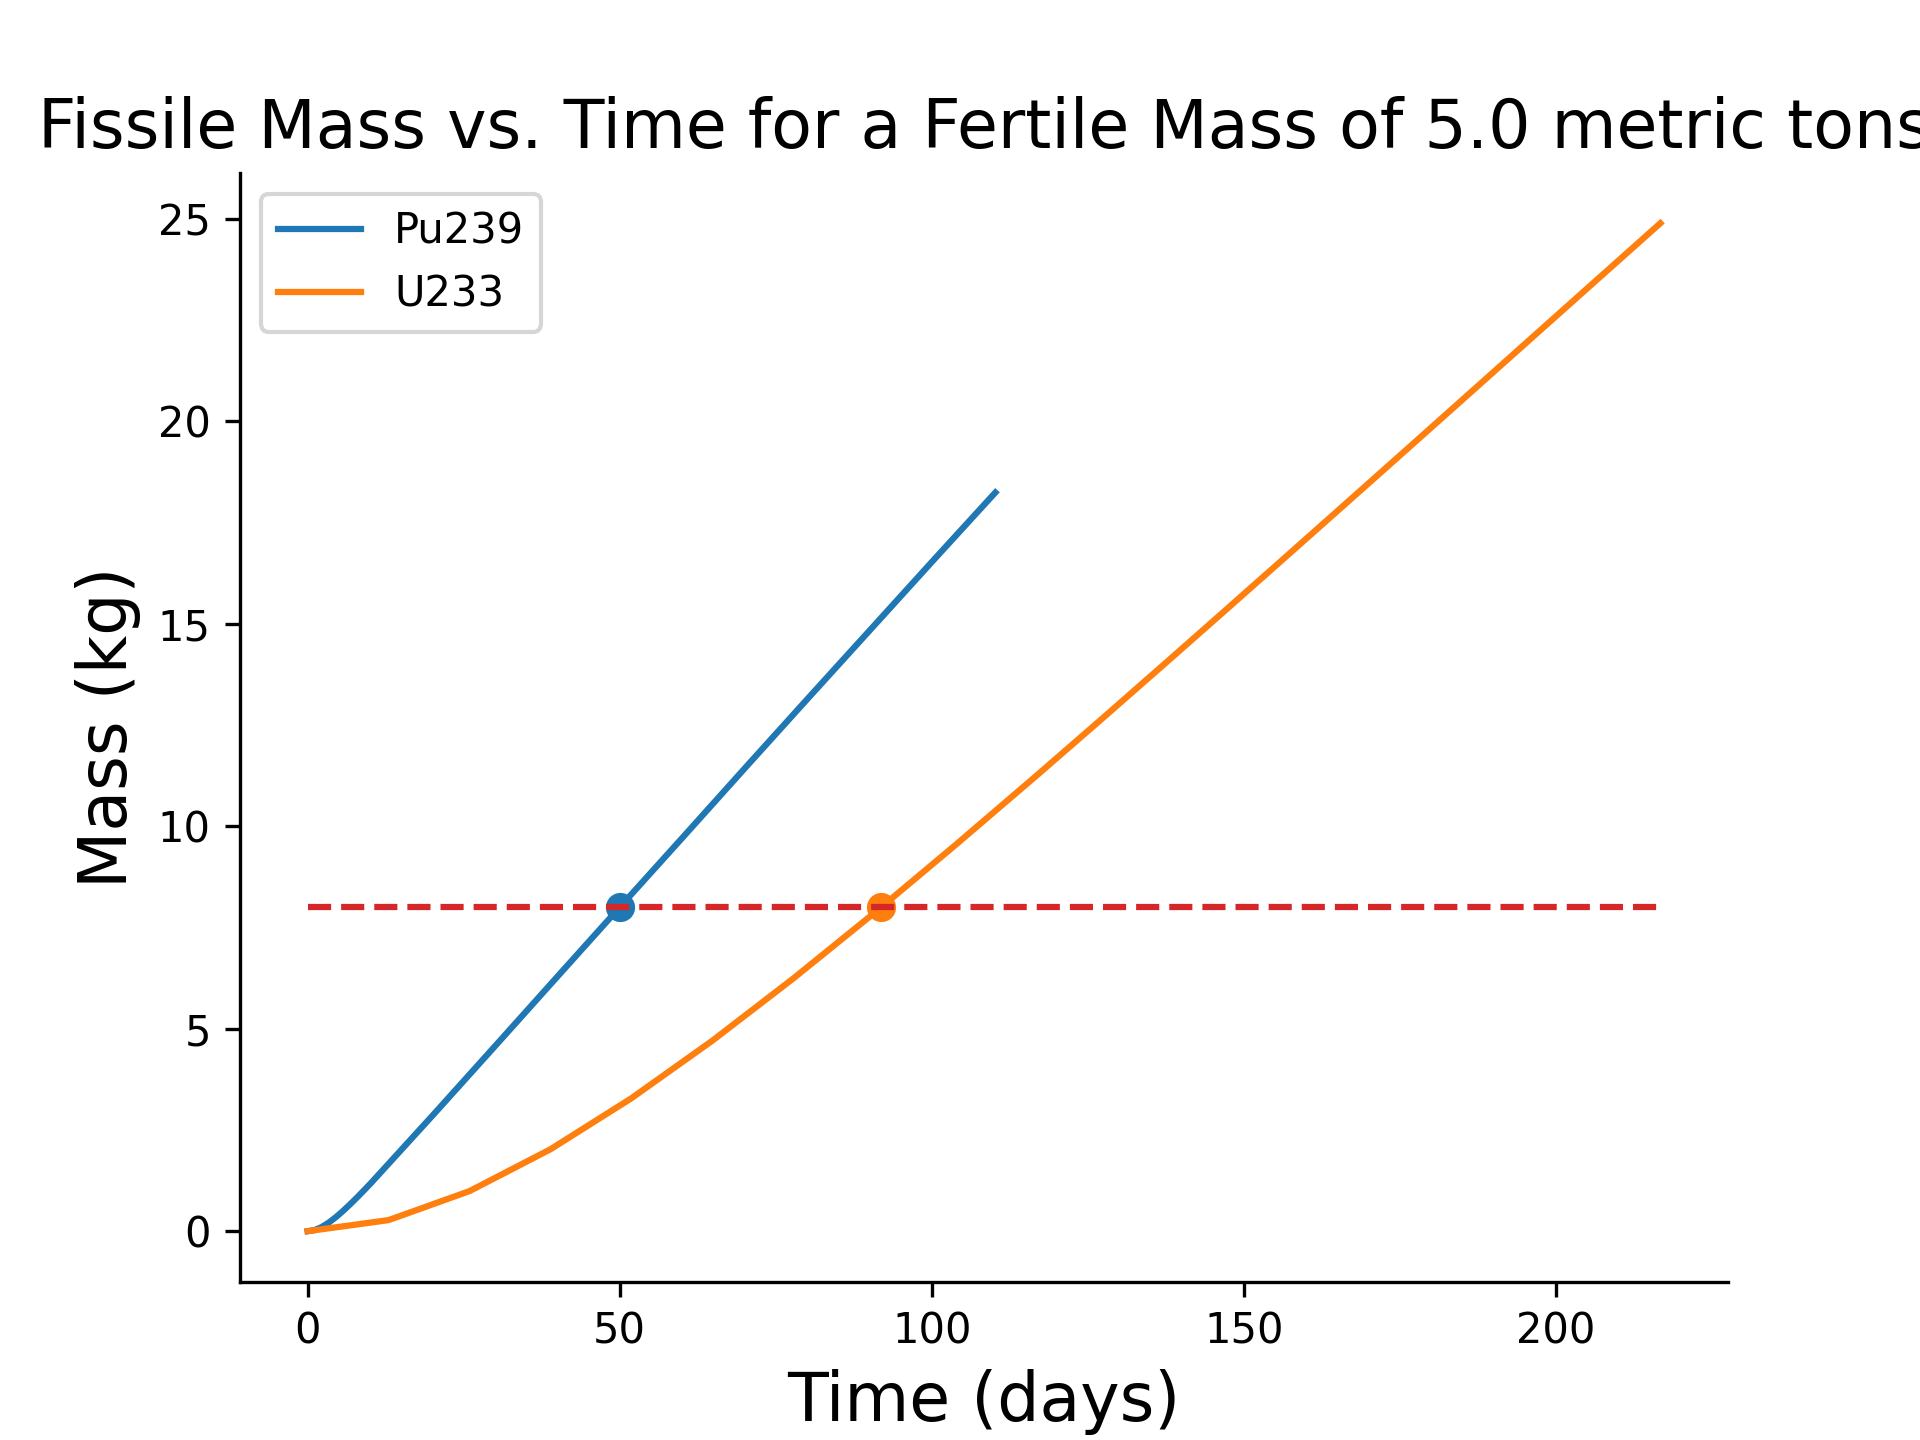 Fissile Mass vs. Time for a Fertile Mass of 5.0 metric tons
Pu239
U233
25
20
15
10
5
0
Mass (kg)
0 50 100 150 200
Time (days)